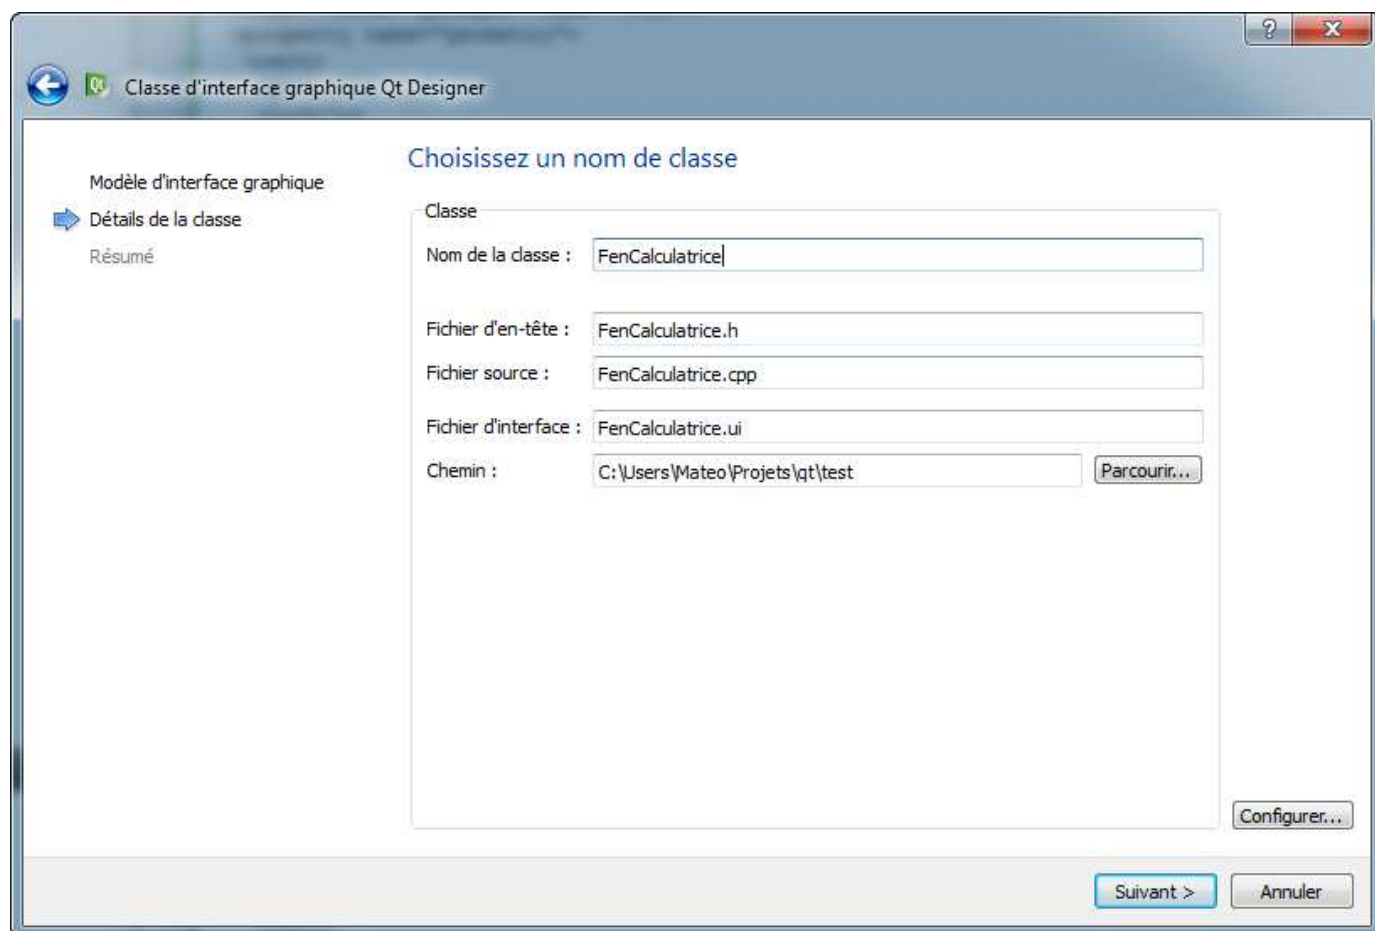 Classe d'interface graphique Qt Designer
Choisissez un nom de classe
Modèle d'interface graphique
Détails de la classe
Résumé
Classe
Nom de la classe : FenCalculatrice
Fichier d'en-tête : FenCalculatrice.h
Fichier source : FenCalculatrice.cpp
Fichier d'interface : FenCalculatrice.ui
Chemin : C:\Users\Mateo\Projets\qt\test Parcourir...
Configurer...
Suivant > Annuler